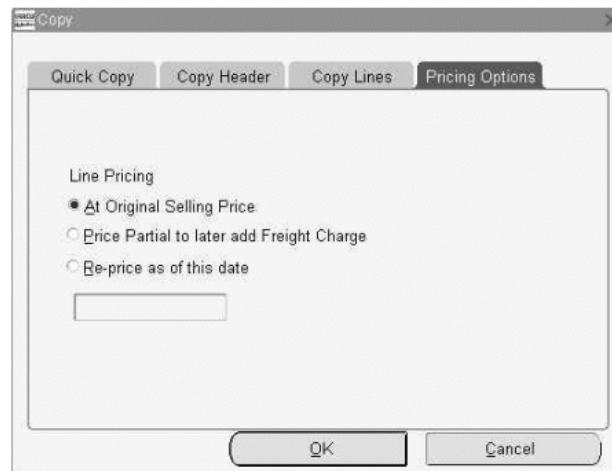 Copy
Quick Copy
Copy Header
Copy Lines
Pricing Options
Line Pricing
At Original Selling Price
Price Partial to later add Freight Charge
Re-price as of this date
OK
Cancel